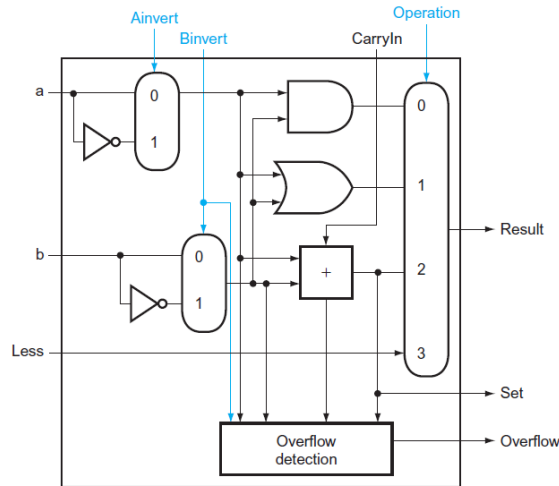 Operation
Ainvert
Binvert
CarryIn
a
0
1
0
1
Result
b
0
1
+
2
Less
3
Set
Overflow detection
Overflow